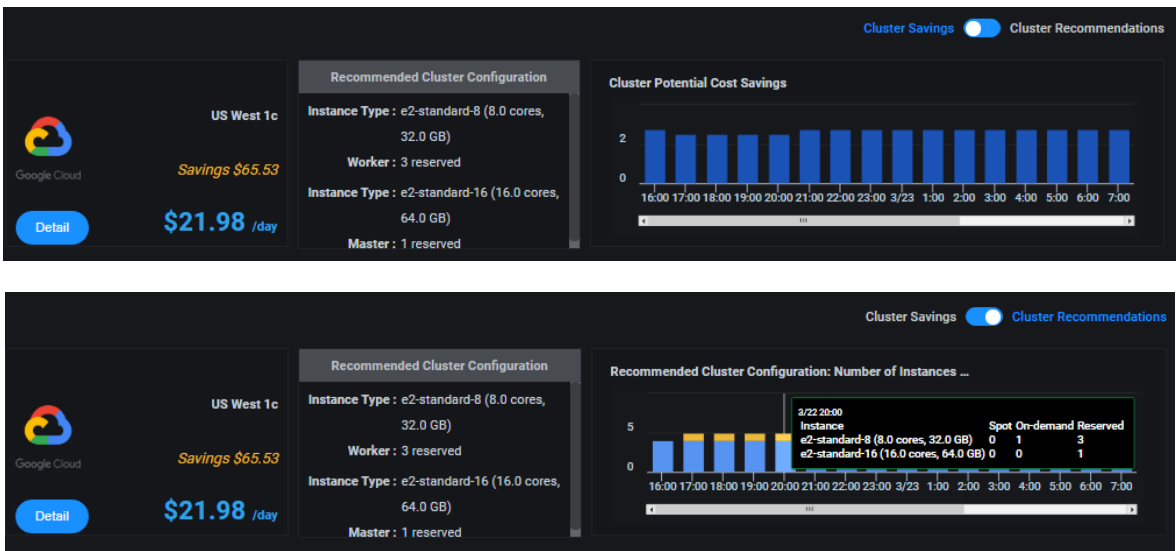 Cluster Savings Cluster Recommendations
Recommended Cluster Configuration
Cluster Potential Cost Savings
US West 1c
Instance Type : e2-standard-8 (8.0 cores,
32.0 GB)
Google Cloud
Savings $65.53
Worker : 3 reserved
Instance Type : e2-standard-16 (16.0 cores,
64.0 GB)
Detail
$21.98 /day
Master : 1 reserved
2
0
16:00 17:00 18:00 19:00 20:00 21:00 22:00 23:00 3/23 1:00 2:00 3:00 4:00 5:00 6:00 7:00
Cluster Savings Cluster Recommendations
Recommended Cluster Configuration
Recommended Cluster Configuration: Number of Instances ...
US West 1c
Instance Type : e2-standard-8 (8.0 cores,
32.0 GB)
Google Cloud
Savings $65.53
Worker : 3 reserved
Instance Type : e2-standard-16 (16.0 cores,
64.0 GB)
Detail
$21.98 /day
Master : 1 reserved
3/22 20:00
Instance Spot On-demand Reserved
e2-standard-8 (8.0 cores, 32.0 GB) 0 1 3
e2-standard-16 (16.0 cores, 64.0 GB) 0 0 1
5
0
16:00 17:00 18:00 19:00 20:00 21:00 22:00 23:00 3/23 1:00 2:00 3:00 4:00 5:00 6:00 7:00